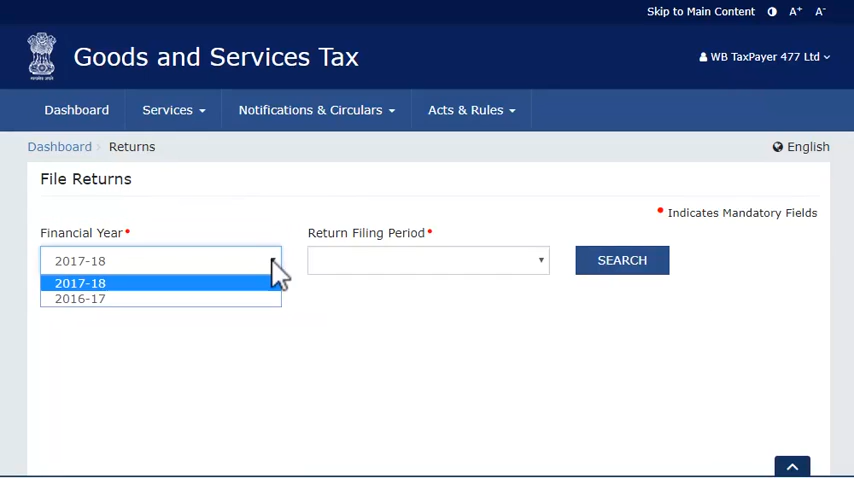 Skip to Main Content A+ A-
Goods and Services Tax
WB TaxPayer 477 Ltd
Dashboard Services Notifications & Circulars Acts & Rules
Dashboard › Returns English
File Returns
• Indicates Mandatory Fields
Financial Year• Return Filing Period•
2017-18 SEARCH
2017-18
2016-17